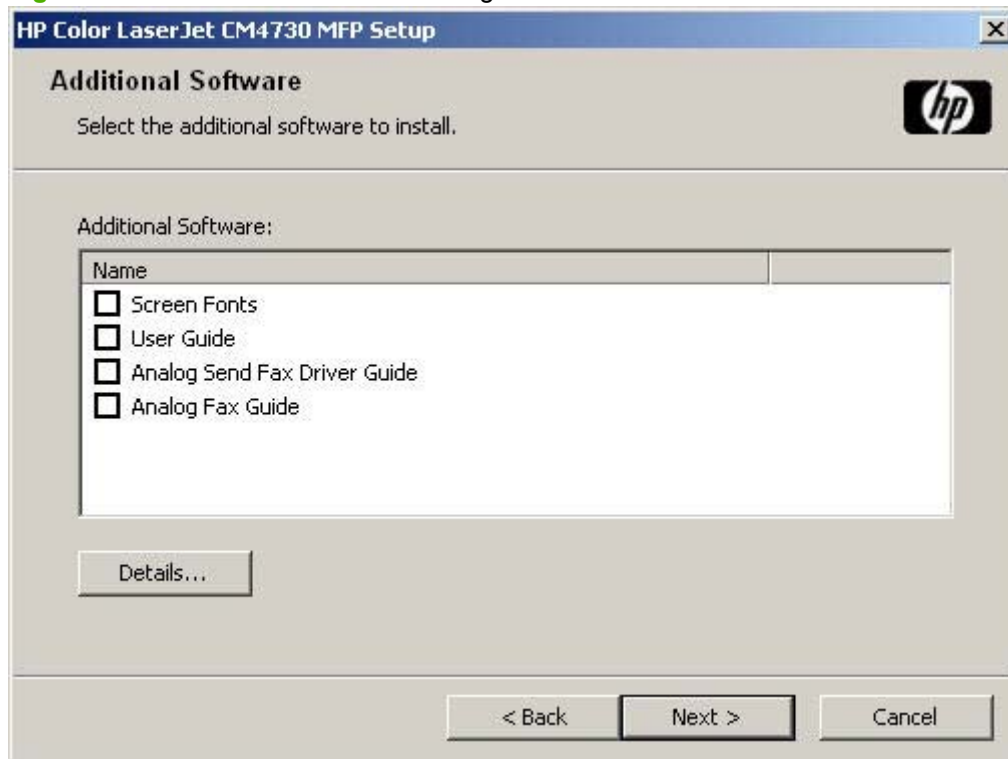 HP Color LaserJet CM4730 MFP Setup
Additional Software
Select the additional software to install.
hp
Additional Software:
Name
Screen Fonts
User Guide
Analog Send Fax Driver Guide
Analog Fax Guide
Details...
< Back
Next >
Cancel